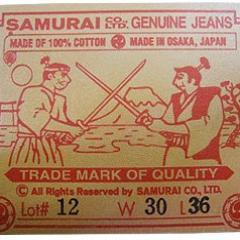 SAMURAI CO., LTD. GENUINE JEANS
MADE OF 100% COTTON MADE IN OSAKA, JAPAN
TRADE MARK OF QUALITY
© All Rights Reserved by SAMURAI CO., LTD.
Lot# 12 W 30 L 36